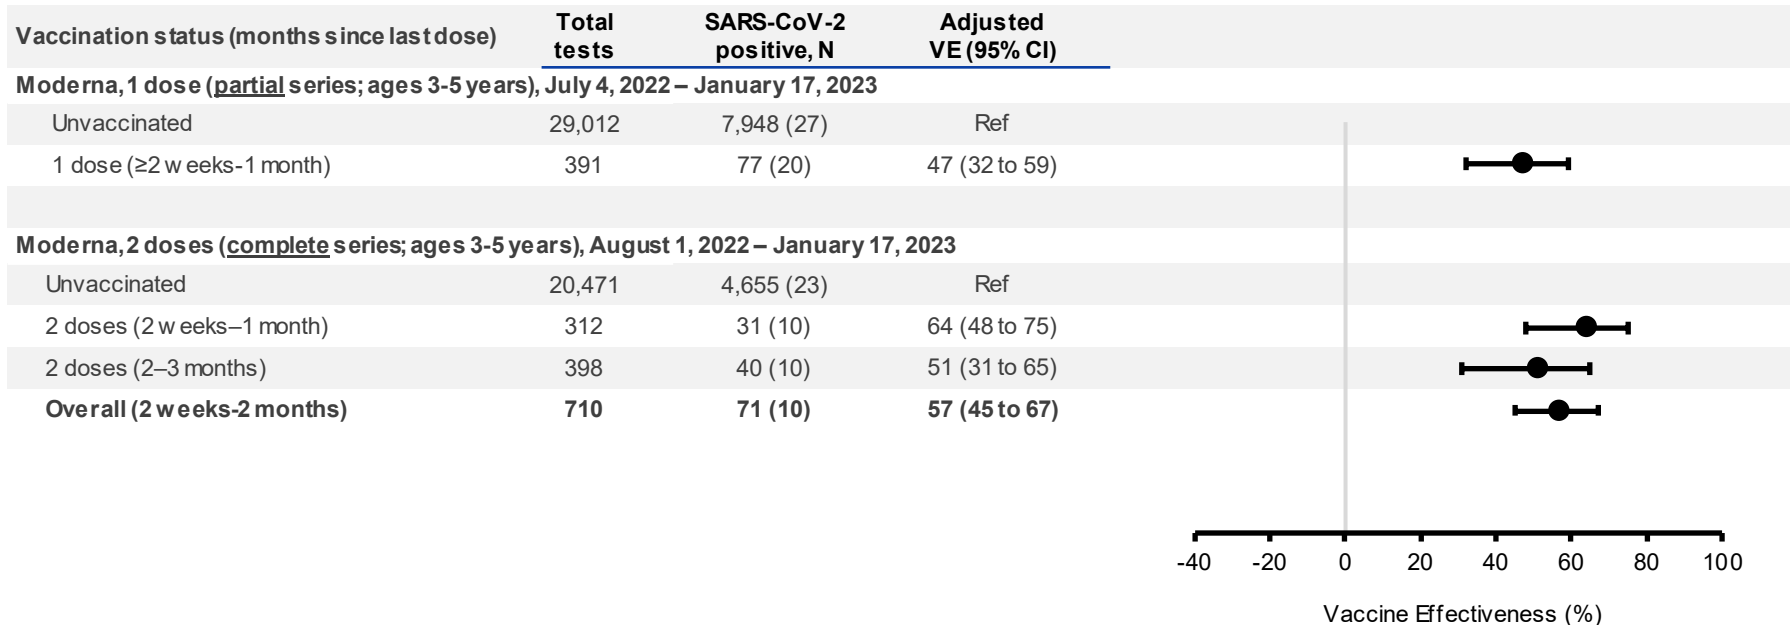 Vaccination status (months since last dose) Total tests SARS-CoV-2 positive, N Adjusted VE (95% CI)
Moderna, 1 dose (partial series; ages 3-5 years), July 4, 2022 – January 17, 2023
Unvaccinated 29,012 7,948 (27) Ref
1 dose (≥2 weeks-1 month) 391 77 (20) 47 (32 to 59)
Moderna, 2 doses (complete series; ages 3-5 years), August 1, 2022 – January 17, 2023
Unvaccinated 20,471 4,655 (23) Ref
2 doses (2 weeks–1 month) 312 31 (10) 64 (48 to 75)
2 doses (2–3 months) 398 40 (10) 51 (31 to 65)
Overall (2 weeks-2 months) 710 71 (10) 57 (45 to 67)
-40 -20 0 20 40 60 80 100
Vaccine Effectiveness (%)